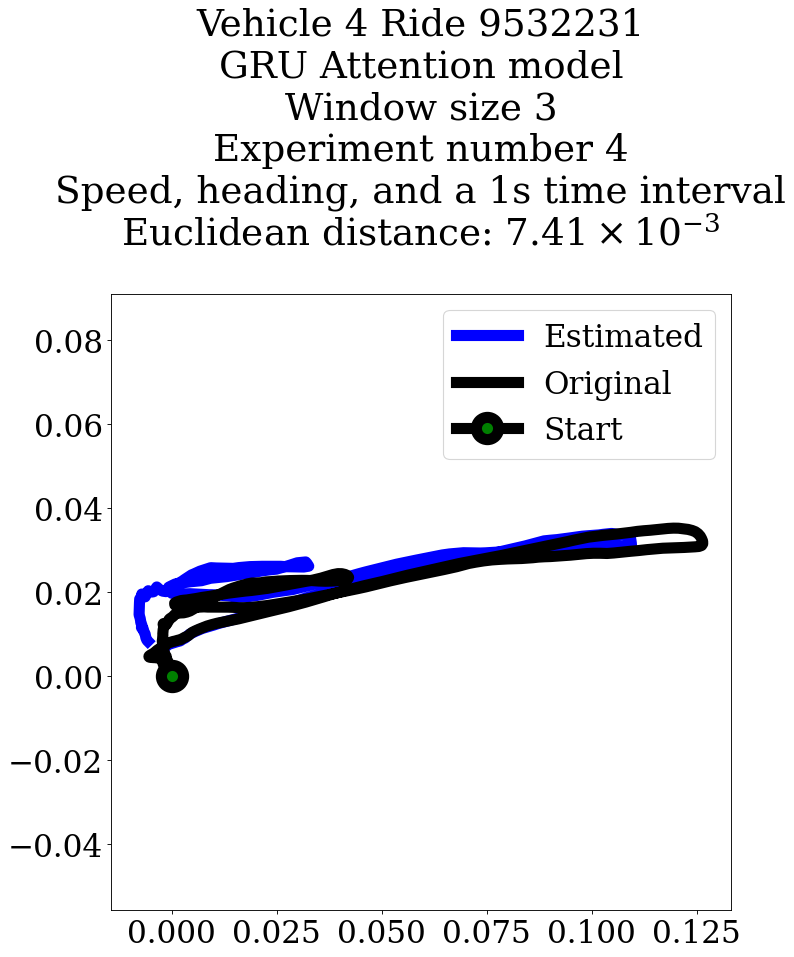 Vehicle 4 Ride 9532231
GRU Attention model
Window size 3
Experiment number 4
Speed, heading, and a 1s time interval
Euclidean distance: 7.41 × 10⁻³
Estimated
Original
Start
0.08
0.06
0.04
0.02
0.00
−0.02
−0.04
0.000 0.025 0.050 0.075 0.100 0.125